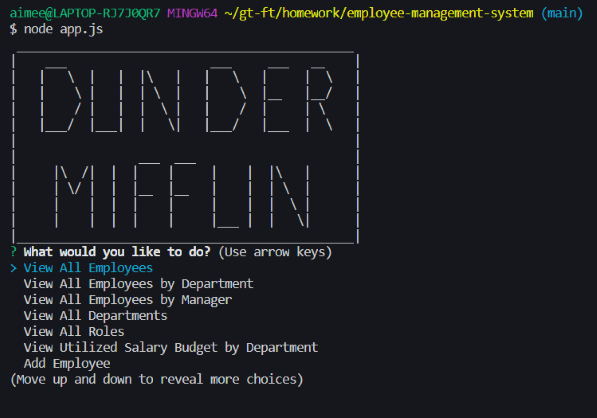 aimee@LAPTOP-RJ7J0QR7 MINGW64 ~/gt-ft/homework/employee-management-system (main)
$ node app.js
DUNDER
MIFFLIN
? What would you like to do? (Use arrow keys)
> View All Employees
View All Employees by Department
View All Employees by Manager
View All Departments
View All Roles
View Utilized Salary Budget by Department
Add Employee
(Move up and down to reveal more choices)